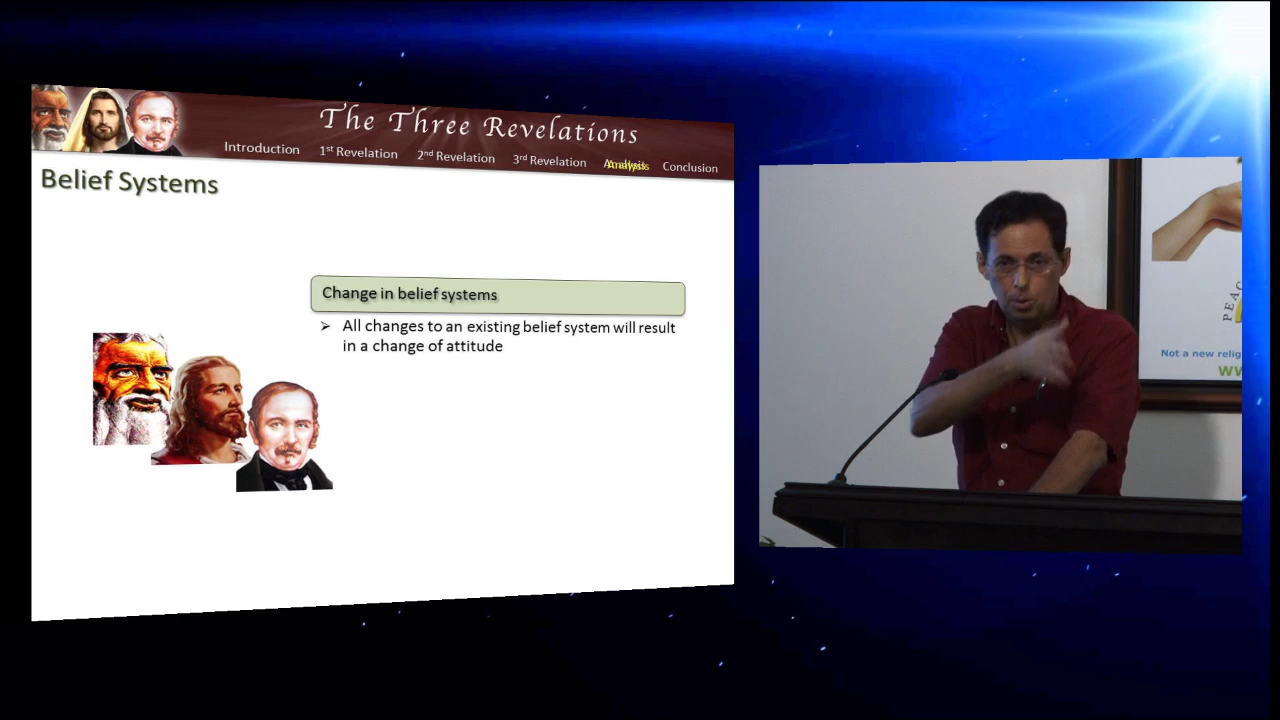 The Three Revelations
Introduction 1st Revelation 2nd Revelation 3rd Revelation Analysis Conclusion
Belief Systems
Change in belief systems
➢ All changes to an existing belief system will result
in a change of attitude
PEAC
Not a new relig